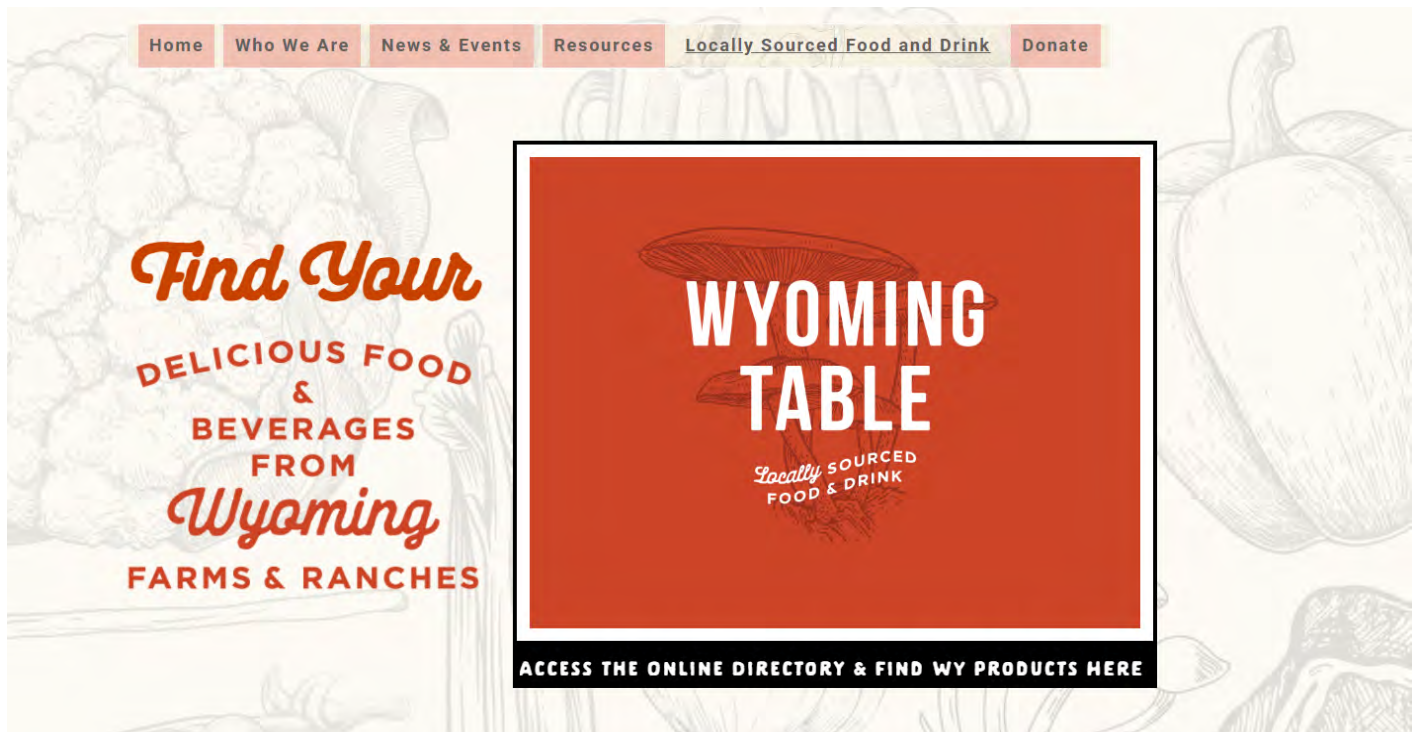 Home Who We Are News & Events Resources Locally Sourced Food and Drink Donate
Find Your
DELICIOUS FOOD
&
BEVERAGES
FROM
Wyoming
FARMS & RANCHES
WYOMING
TABLE
Locally SOURCED
FOOD & DRINK
ACCESS THE ONLINE DIRECTORY & FIND WY PRODUCTS HERE